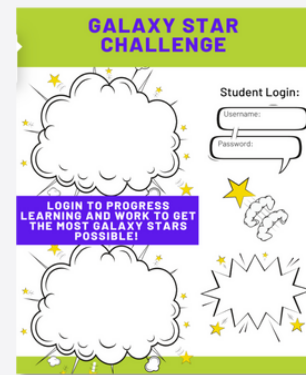 GALAXY STAR
CHALLENGE
Student Login:
Username:
Password:
LOGIN TO PROGRESS
LEARNING AND WORK TO GET
THE MOST GALAXY STARS
POSSIBLE!